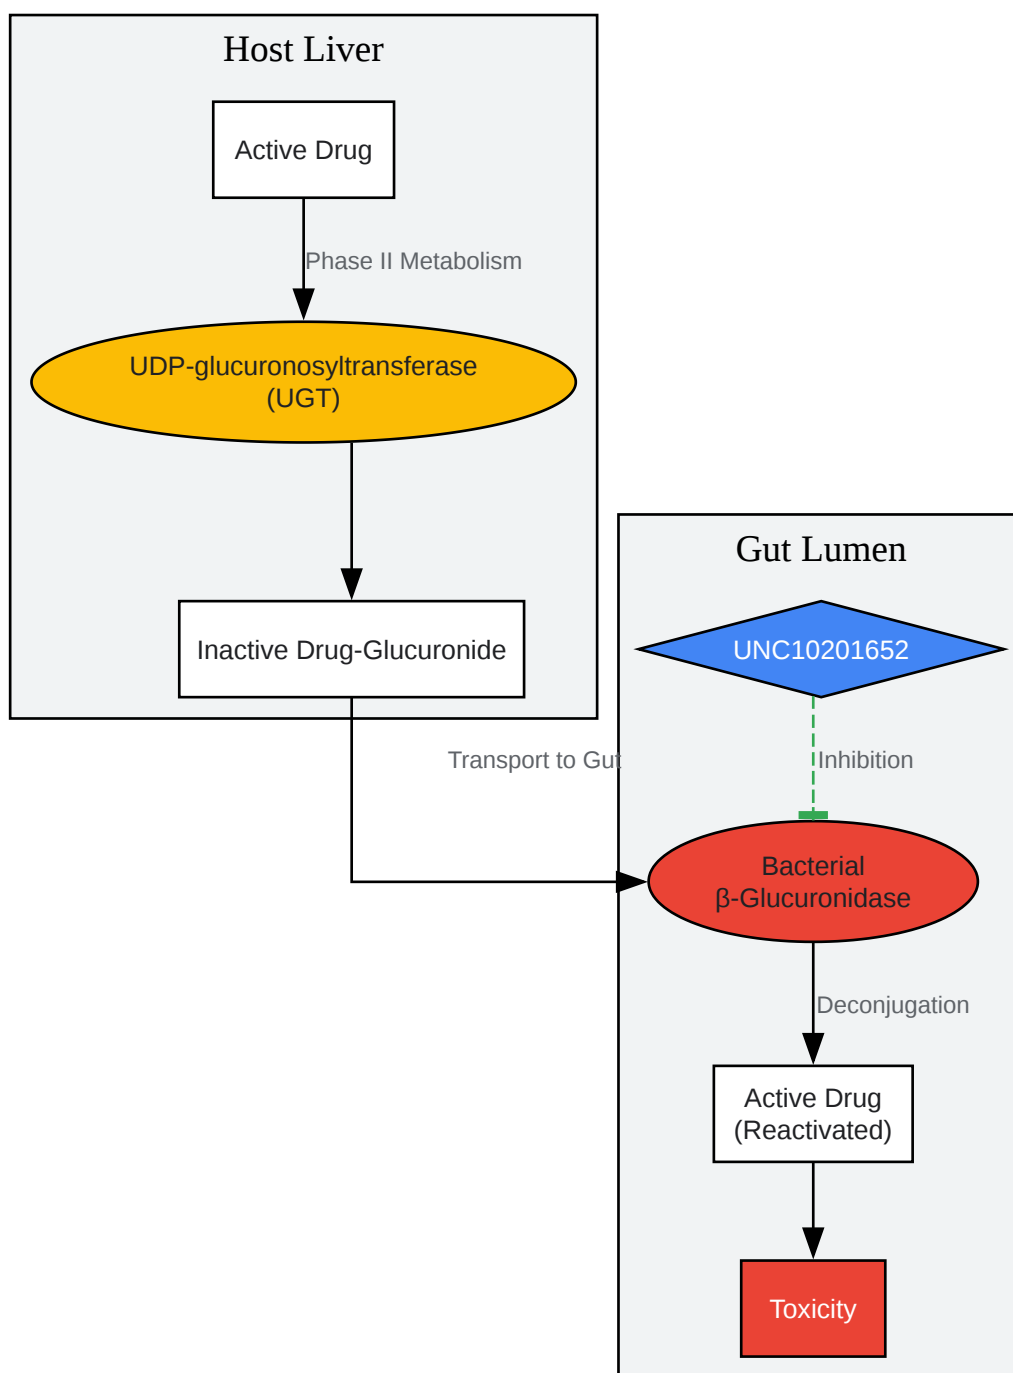 Host Liver
Active Drug
Phase II Metabolism
UDP-glucuronosyltransferase
(UGT)
Inactive Drug-Glucuronide
Transport to Gut
Gut Lumen
UNC10201652
Inhibition
Bacterial
β-Glucuronidase
Deconjugation
Active Drug
(Reactivated)
Toxicity